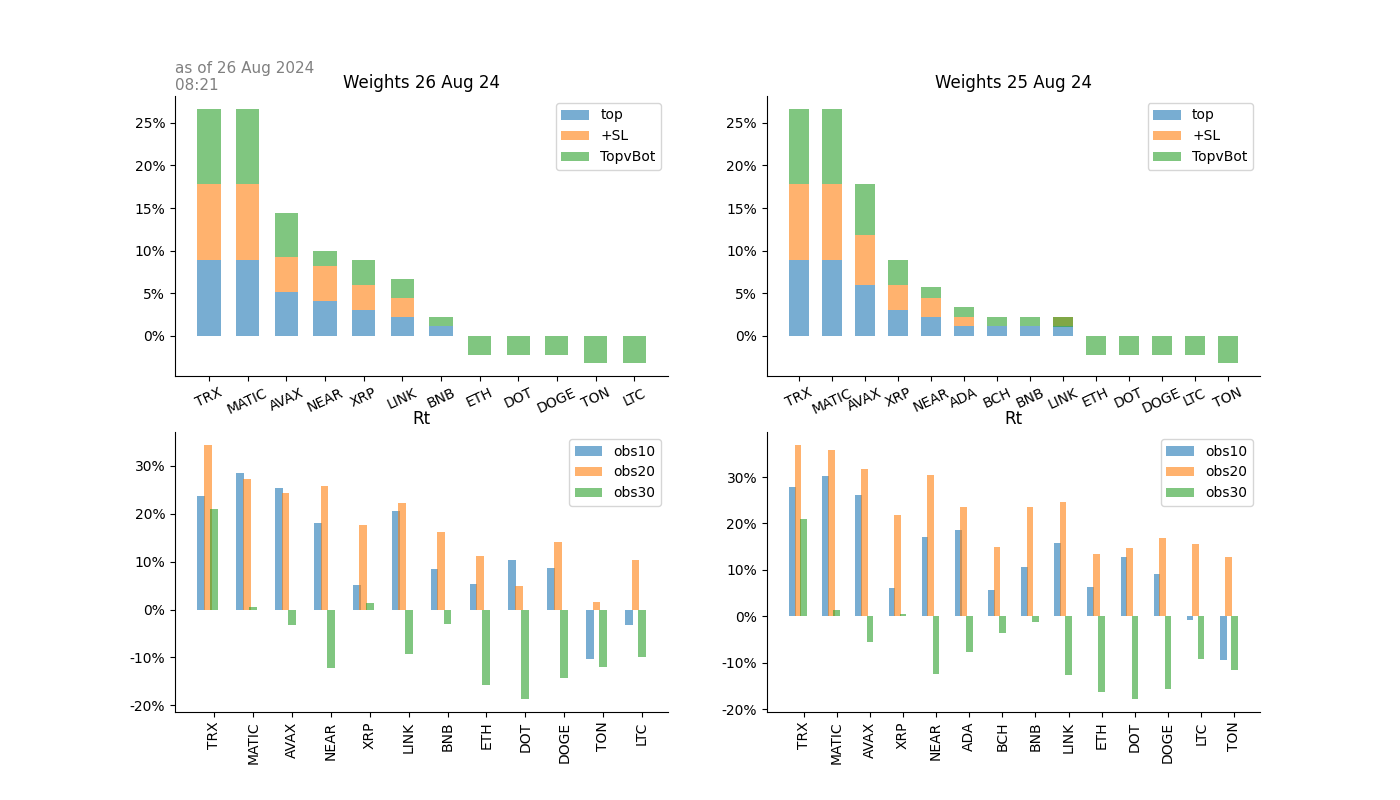 as of 26 Aug 2024
08:21
Weights 26 Aug 24
25%
20%
15%
10%
5%
0%
top
+SL
TopvBot
TRX MATIC AVAX NEAR XRP LINK BNB ETH DOT DOGE TON LTC
Weights 25 Aug 24
25%
20%
15%
10%
5%
0%
top
+SL
TopvBot
TRX MATIC AVAX XRP NEAR ADA BCH BNB LINK ETH DOT DOGE LTC TON
Rt
30%
20%
10%
0%
-10%
-20%
obs10
obs20
obs30
TRX MATIC AVAX NEAR XRP LINK BNB ETH DOT DOGE TON LTC
Rt
30%
20%
10%
0%
-10%
-20%
obs10
obs20
obs30
TRX MATIC AVAX XRP NEAR ADA BCH BNB LINK ETH DOT DOGE LTC TON